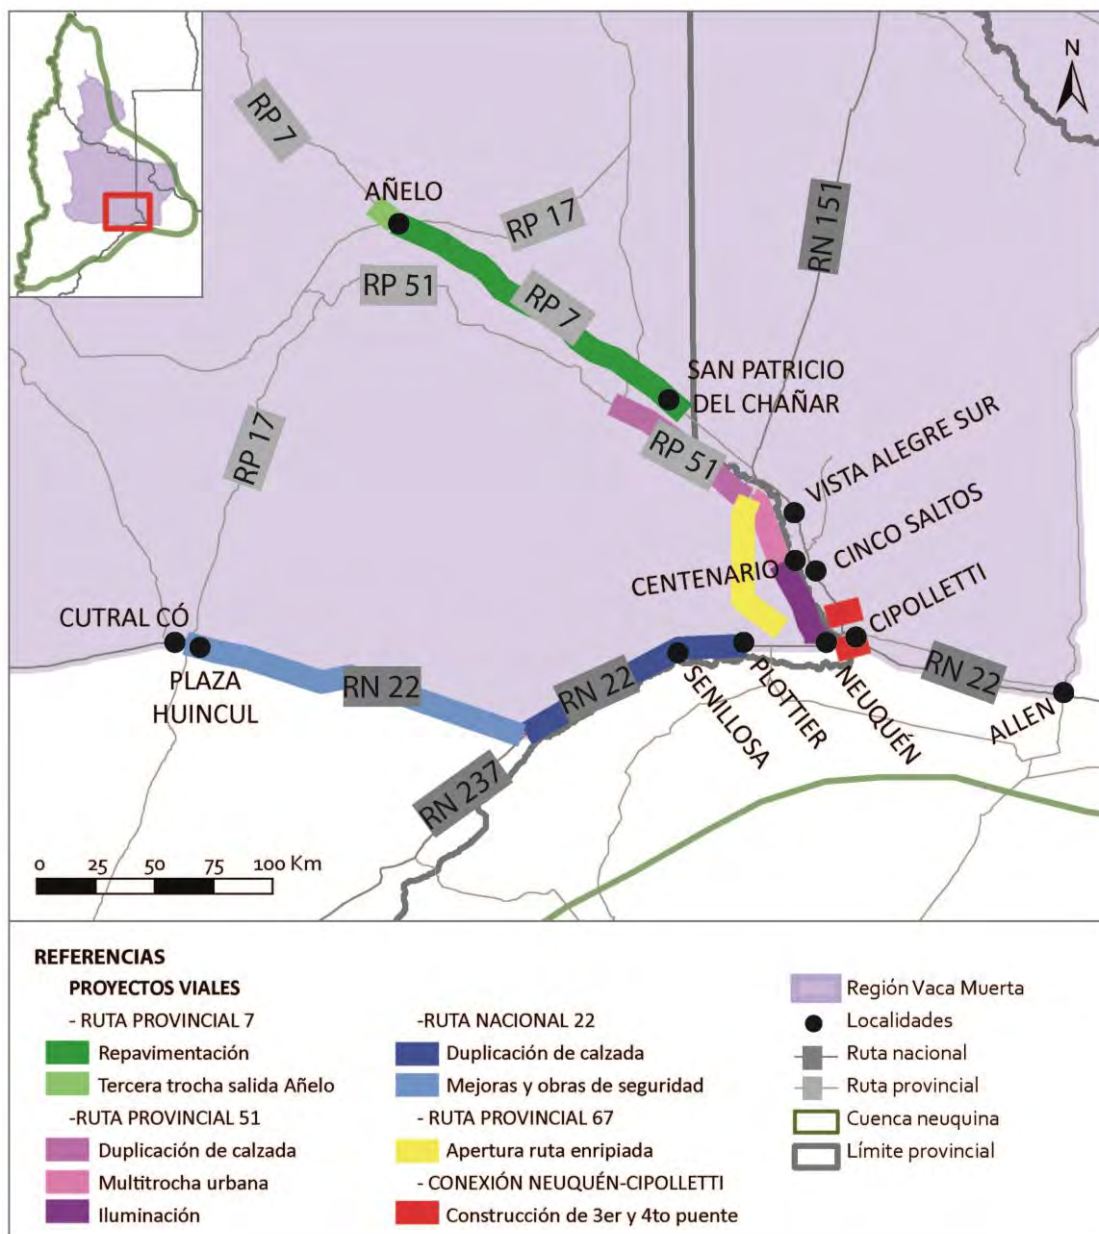 N
RP 7
AÑELO
RP 17
RN 151
RP 51
RP 7
SAN PATRICIO
DEL CHAÑAR
RP 17
RP 51
VISTA ALEGRE SUR
CINCO SALTOS
CENTENARIO
CIPOLLETTI
CUTRAL CÓ
PLAZA
HUINCUL
RN 22
RN 22
SENILLOSA
PLOTTIER
NEUQUÉN
RN 22
ALLEN
RN 237
0 25 50 75 100 Km
REFERENCIAS
PROYECTOS VIALES
- RUTA PROVINCIAL 7
Repavimentación
Tercera trocha salida Añelo
-RUTA PROVINCIAL 51
Duplicación de calzada
Multitrocha urbana
Iluminación
-RUTA NACIONAL 22
Duplicación de calzada
Mejoras y obras de seguridad
- RUTA PROVINCIAL 67
Apertura ruta enripiada
- CONEXIÓN NEUQUÉN-CIPOLLETTI
Construcción de 3er y 4to puente
Región Vaca Muerta
Localidades
Ruta nacional
Ruta provincial
Cuenca neuquina
Límite provincial